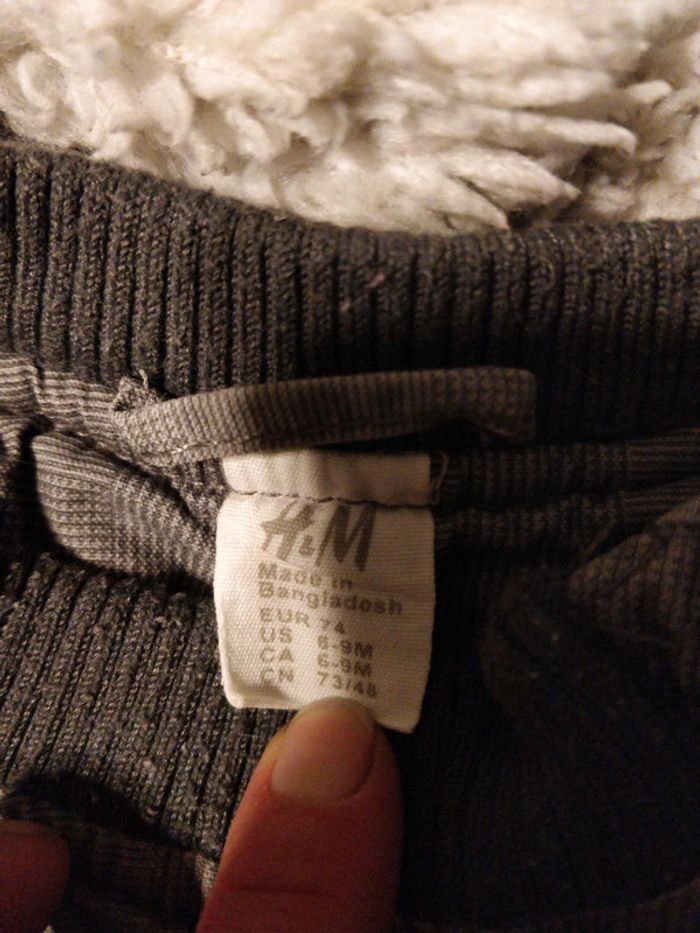 H&M
Made in
Bangladesh
EUR 74
US 6-9M
CA 6-9M
CN 73/48